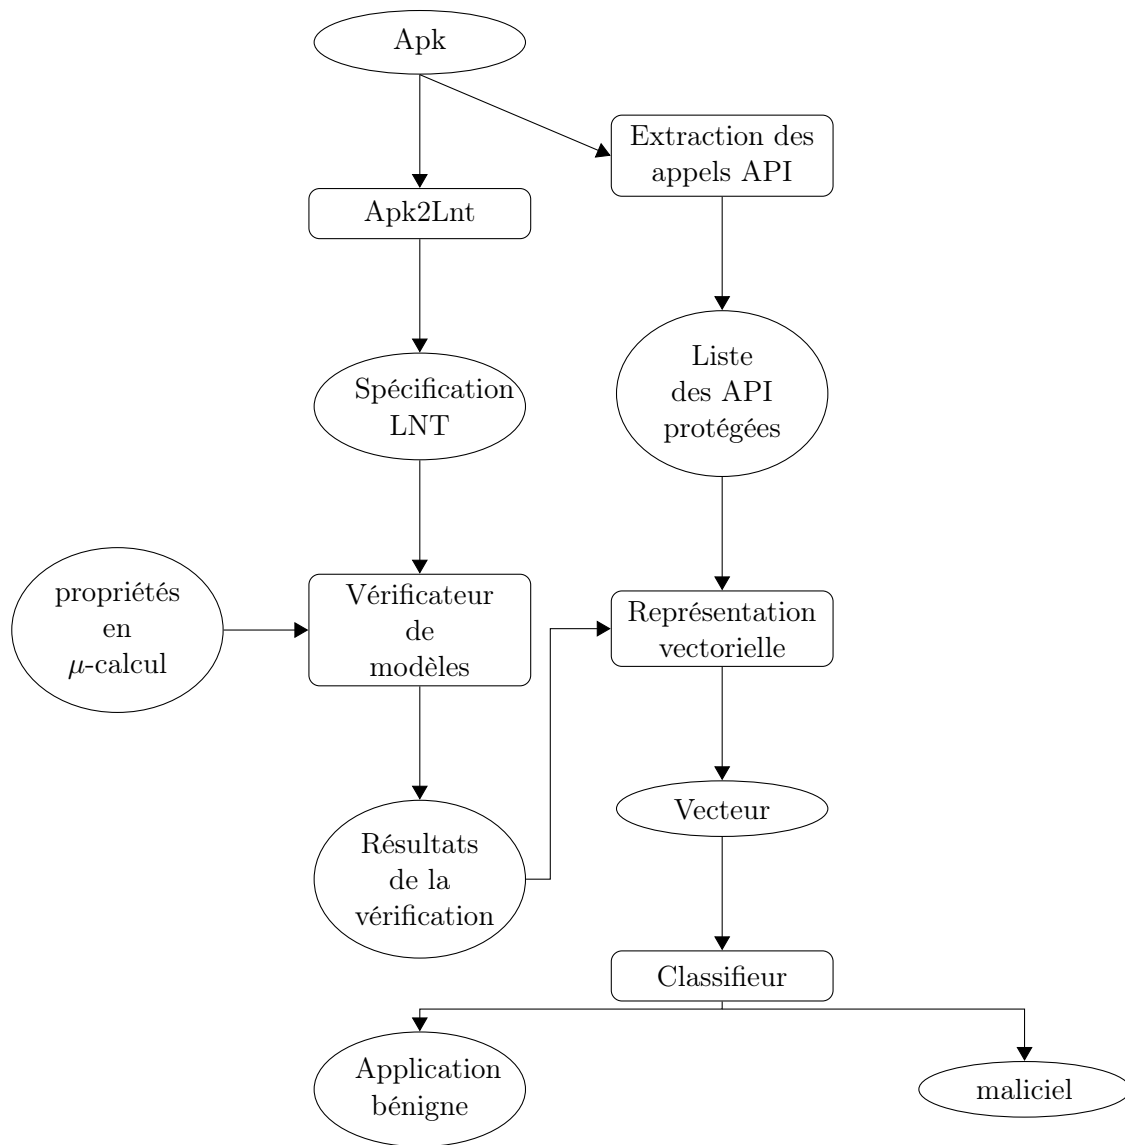 Apk
Extraction des
appels API
Apk2Lnt
Liste
des API
protégées
Spécification
LNT
propriétés
en
μ-calcul
Vérificateur
de
modèles
Représentation
vectorielle
Résultats
de la
vérification
Vecteur
Classifieur
Application
bénigne
maliciel